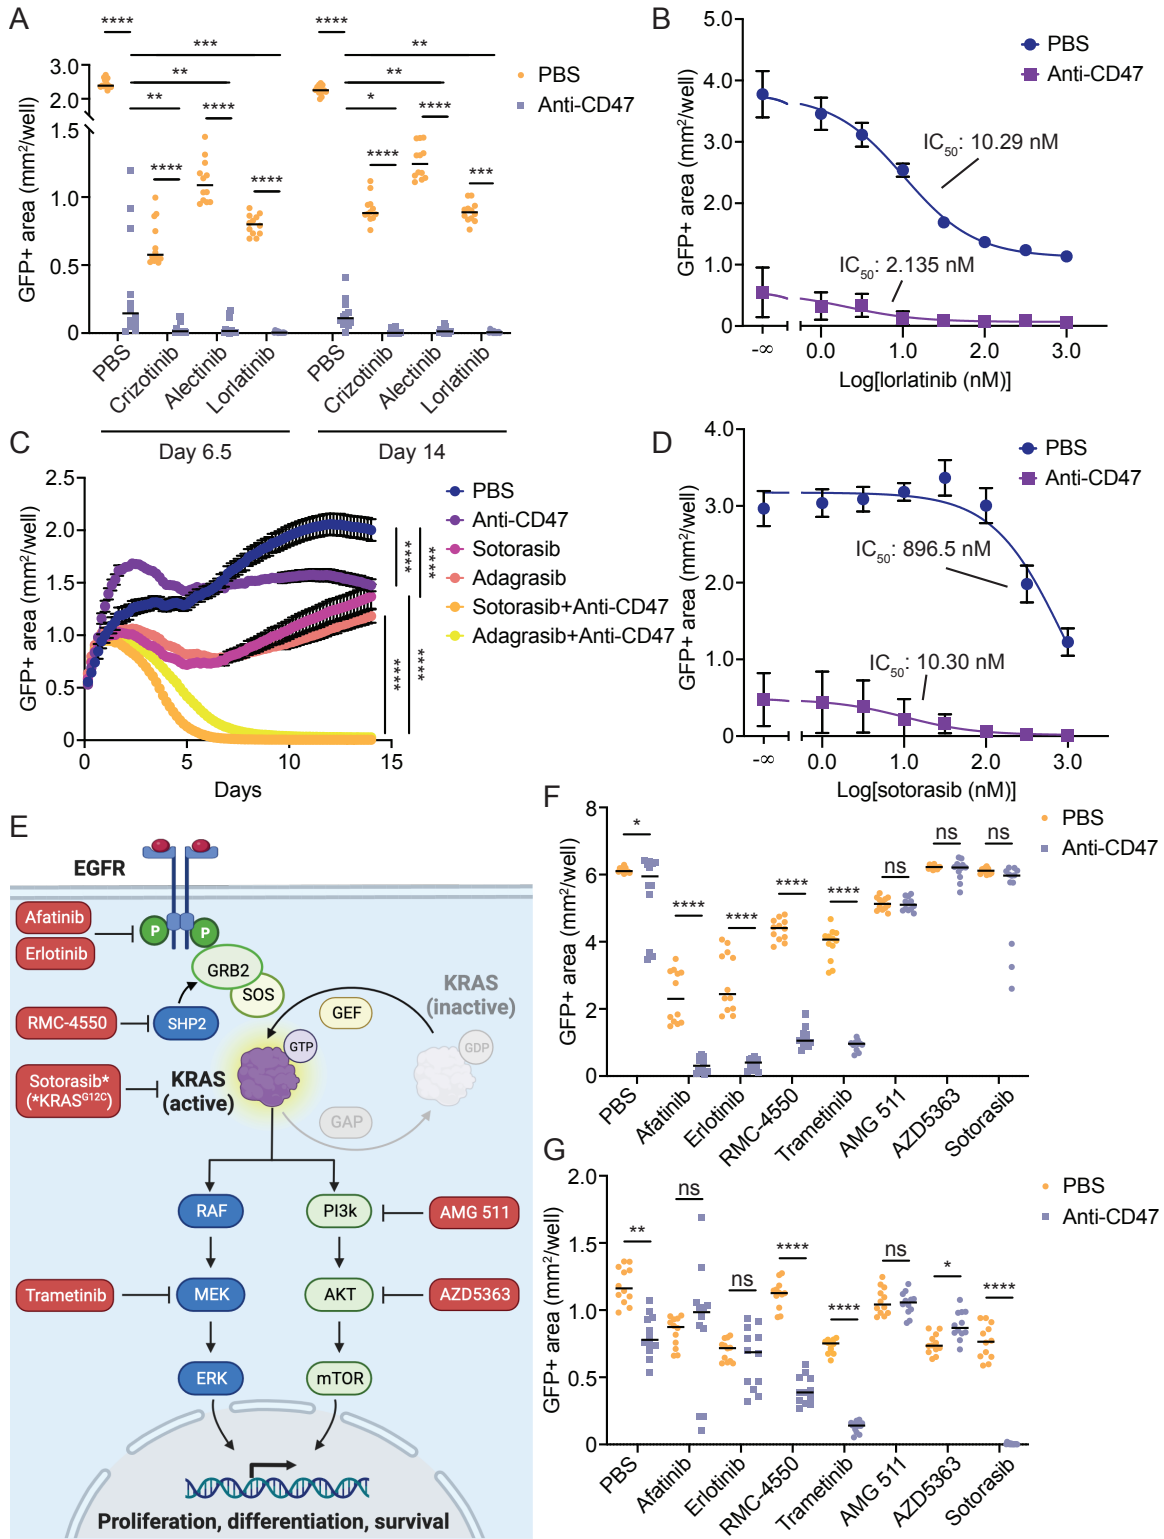 A
****
***
**
**
****
****
****
****
**
**
*
****
****
***
PBS
Anti-CD47
GFP+ area (mm²/well)
3.0
2.0
1.5
1.0
0.5
0
PBS
Crizotinib
Alectinib
Lorlatinib
PBS
Crizotinib
Alectinib
Lorlatinib
Day 6.5
Day 14
B
PBS
Anti-CD47
GFP+ area (mm²/well)
5.0
4.0
3.0
2.0
1.0
0
IC50: 10.29 nM
IC50: 2.135 nM
-∞
0.0
1.0
2.0
3.0
Log[lorlatinib (nM)]
C
GFP+ area (mm²/well)
2.5
2.0
1.5
1.0
0.5
0
0
5
10
15
Days
PBS
Anti-CD47
Sotorasib
Adagrasib
Sotorasib+Anti-CD47
Adagrasib+Anti-CD47
****
****
****
****
D
PBS
Anti-CD47
GFP+ area (mm²/well)
4.0
3.0
2.0
1.0
0
IC50: 896.5 nM
IC50: 10.30 nM
-∞
0.0
1.0
2.0
3.0
Log[sotorasib (nM)]
E
EGFR
Afatinib
Erlotinib
P
P
GRB2
SOS
RMC-4550
SHP2
GEF
KRAS
(inactive)
GTP
GDP
Sotorasib*
(*KRASG12C)
KRAS
(active)
GAP
RAF
PI3k
AMG 511
Trametinib
MEK
AKT
AZD5363
ERK
mTOR
Proliferation, differentiation, survival
F
PBS
Anti-CD47
GFP+ area (mm²/well)
8
6
4
2
0
*
****
****
****
****
ns
ns
ns
PBS
Afatinib
Erlotinib
RMC-4550
Trametinib
AMG 511
AZD5363
Sotorasib
G
PBS
Anti-CD47
GFP+ area (mm²/well)
2.0
1.5
1.0
0.5
0
**
ns
ns
****
****
ns
*
****
PBS
Afatinib
Erlotinib
RMC-4550
Trametinib
AMG 511
AZD5363
Sotorasib